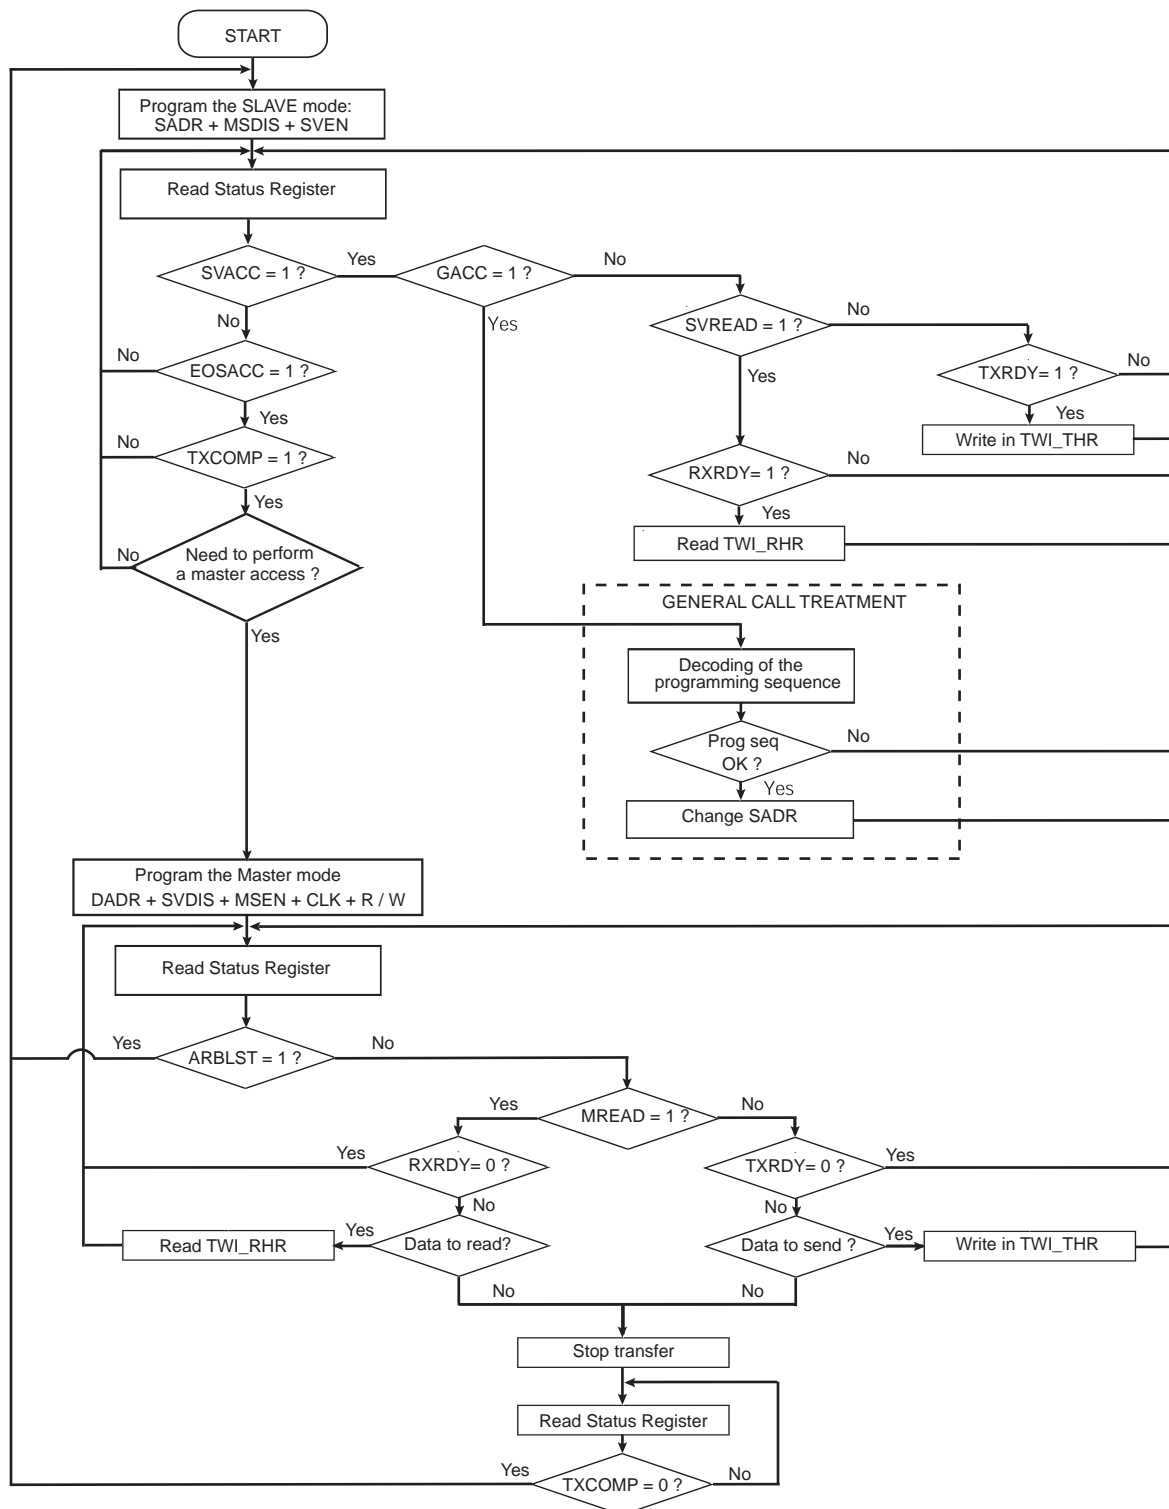 START
Program the SLAVE mode:
SADR + MSDIS + SVEN
Read Status Register
SVACC = 1 ?
Yes
GACC = 1 ?
No
No
Yes
SVREAD = 1 ?
No
No
EOSACC = 1 ?
Yes
Yes
TXRDY= 1 ?
No
Yes
Write in TWI_THR
No
TXCOMP = 1 ?
Yes
RXRDY= 1 ?
No
Yes
Read TWI_RHR
No
Need to perform
a master access ?
Yes
GENERAL CALL TREATMENT
Decoding of the
programming sequence
Prog seq
OK ?
No
Yes
Change SADR
Program the Master mode
DADR + SVDIS + MSEN + CLK + R / W
Read Status Register
Yes
ARBLST = 1 ?
No
Yes
MREAD = 1 ?
No
Yes
RXRDY= 0 ?
No
TXRDY= 0 ?
Yes
No
Read TWI_RHR
Yes
Data to read?
No
Data to send ?
Yes
Write in TWI_THR
No
Stop transfer
Read Status Register
Yes
TXCOMP = 0 ?
No